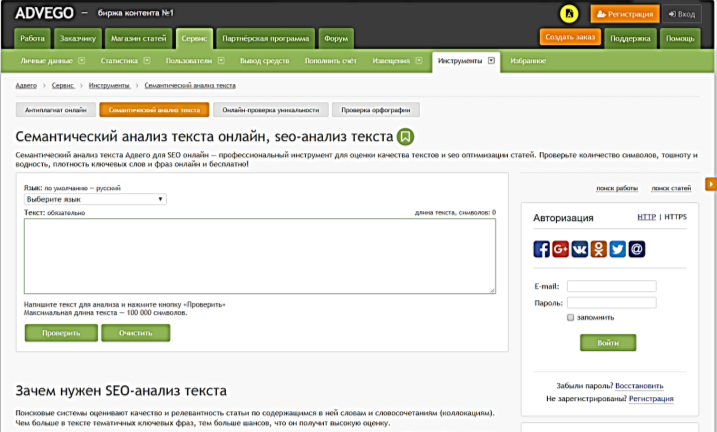 ADVEGO — биржа контента №1
Регистрация
Вход
Работа Заказчику Магазин статей Сервис Партнёрская программа Форум
Создать заказ Поддержка Помощь
Личные данные Статистика Пользователи Вывод средств Пополнить счёт Извещения Инструменты Избранное
Адвего > Сервис > Инструменты > Семантический анализ текста
Антиплагиат онлайн Семантический анализ текста Онлайн-проверка уникальности Проверка орфографии
Семантический анализ текста онлайн, seo-анализ текста
Семантический анализ текста Адвего для SEO онлайн — профессиональный инструмент для оценки качества текстов и seo оптимизации статей. Проверьте количество символов, тошноту и
водность, плотность ключевых слов и фраз онлайн и бесплатно!
Язык: по умолчанию — русский
Выберите язык
Текст: обязательно
длина текста, символов: 0
Напишите текст для анализа и нажмите кнопку «Проверить»
Максимальная длина текста — 100 000 символов.
Проверить Очистить
поиск работы поиск статей
Авторизация HTTP | HTTPS
E-mail:
Пароль:
запомнить
Войти
Забыли пароль? Восстановить
Не зарегистрированы? Регистрация
Зачем нужен SEO-анализ текста
Поисковые системы оценивают качество и релевантность статьи по содержащимся в ней словам и словосочетаниям (коллокациям).
Чем больше в тексте тематичных ключевых фраз, тем больше шансов, что он получит высокую оценку.